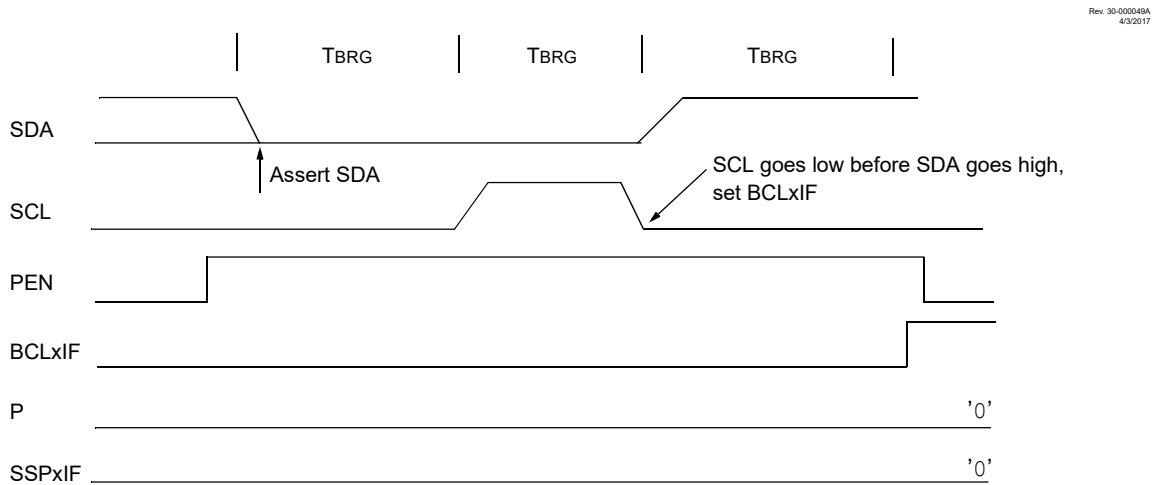 Rev. 30-000049A
4/3/2017
TBRG TBRG TBRG
SDA
Assert SDA
SCL goes low before SDA goes high,
set BCLxIF
SCL
PEN
BCLxIF
P '0'
SSPxIF '0'